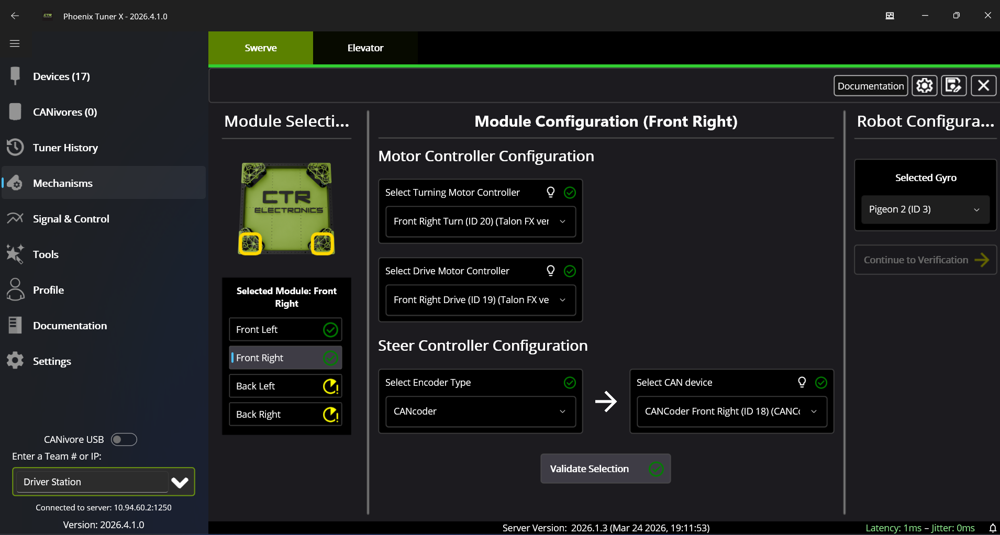 Phoenix Tuner X - 2026.4.1.0
Devices (17)
CANivores (0)
Tuner History
Mechanisms
Signal & Control
Tools
Profile
Documentation
Settings
CANivore USB
Enter a Team # or IP:
Driver Station
Connected to server: 10.94.60.2:1250
Version: 2026.4.1.0
Swerve
Elevator
Documentation
Module Selecti...
CTR
ELECTRONICS
Selected Module: Front
Right
Front Left
Front Right
Back Left
Back Right
Module Configuration (Front Right)
Motor Controller Configuration
Select Turning Motor Controller
Front Right Turn (ID 20) (Talon FX ver
Select Drive Motor Controller
Front Right Drive (ID 19) (Talon FX ve
Steer Controller Configuration
Select Encoder Type
CANcoder
Select CAN device
CANCoder Front Right (ID 18) (CANCo
Validate Selection
Robot Configura...
Selected Gyro
Pigeon 2 (ID 3)
Continue to Verification
Server Version: 2026.1.3 (Mar 24 2026, 19:11:53)
Latency: 1ms – Jitter: 0ms